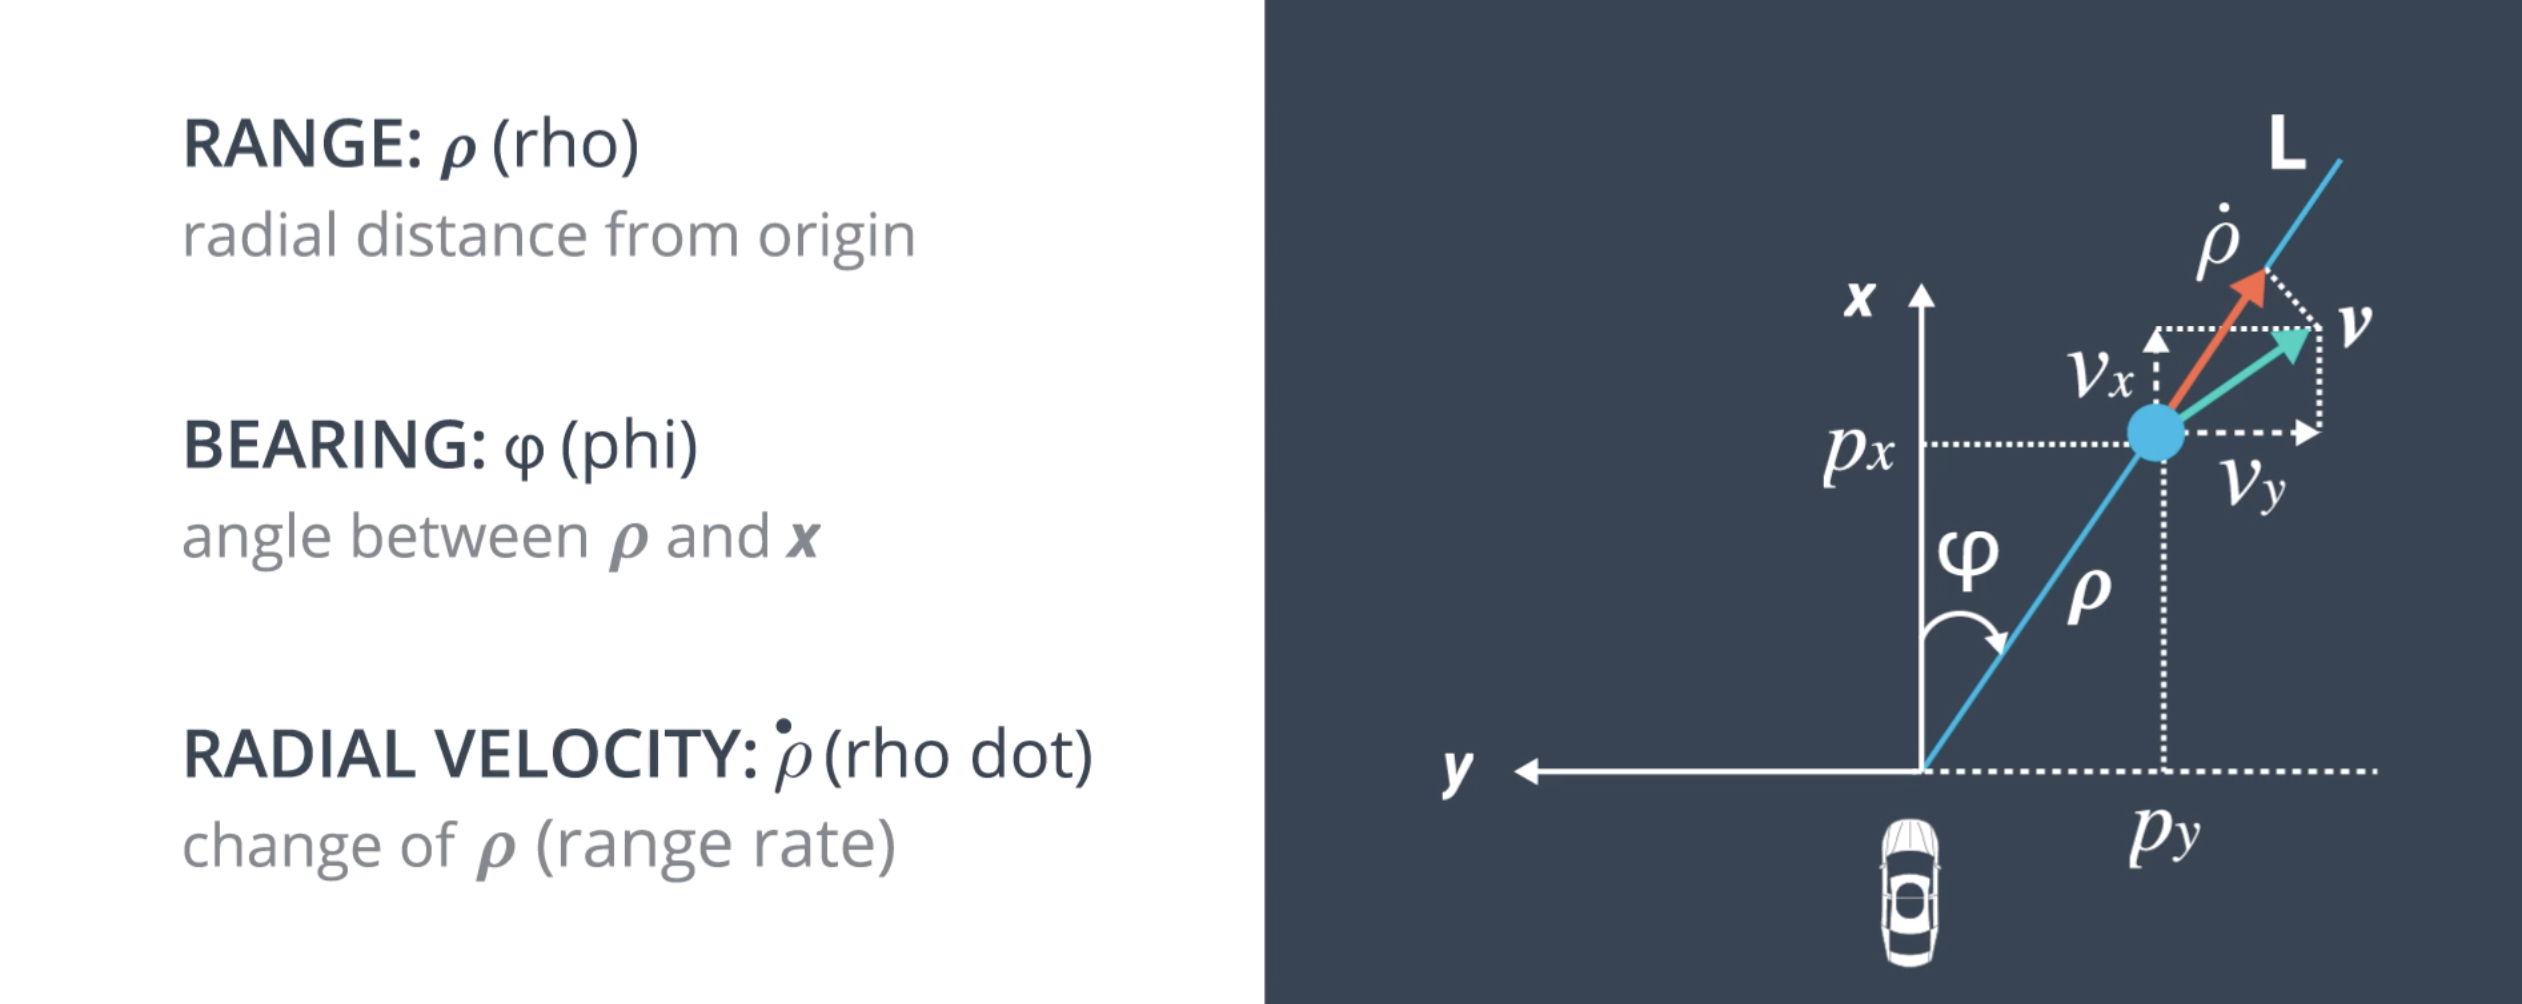 RANGE: ρ (rho)
radial distance from origin
BEARING: φ (phi)
angle between ρ and x
RADIAL VELOCITY: ρ̇ (rho dot)
change of ρ (range rate)
L
ρ̇
x
v
vx
px
vy
φ
ρ
y
py